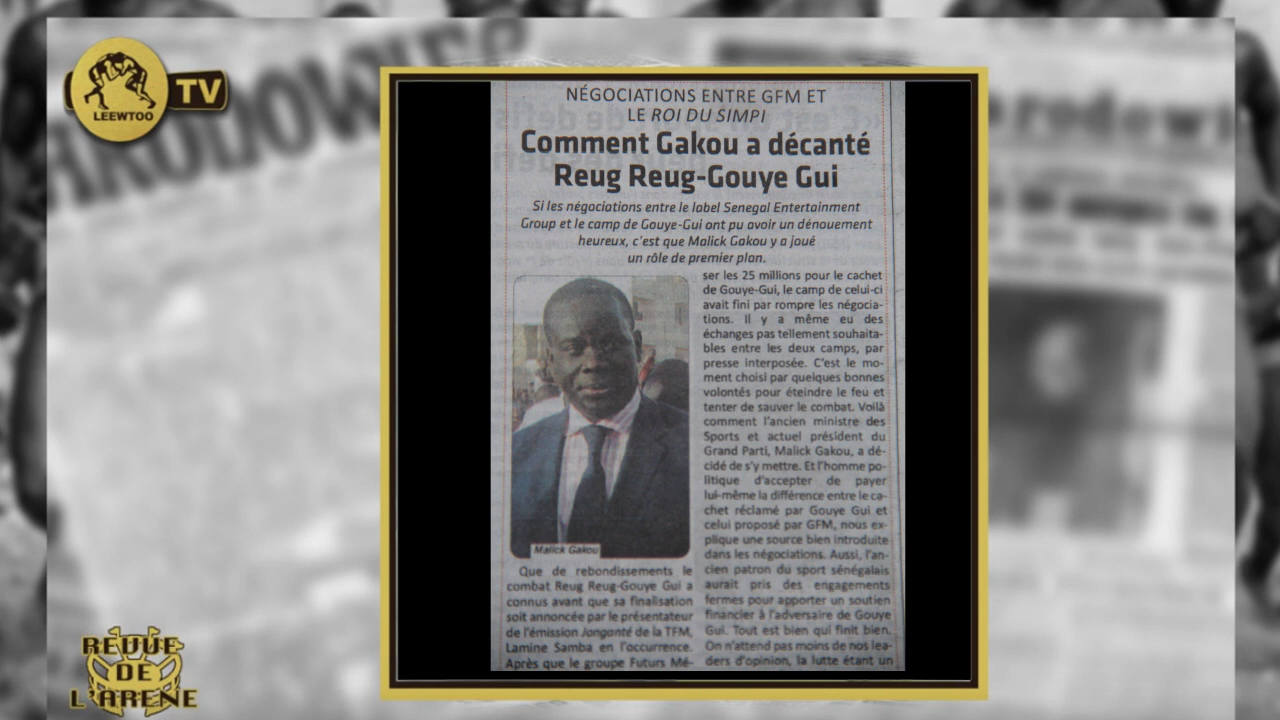 LEEWTOO
TV
NÉGOCIATIONS ENTRE GFM ET
LE ROI DU SIMPI
Comment Gakou a décanté
Reug Reug-Gouye Gui
Si les négociations entre le label Senegal Entertainment
Group et le camp de Gouye-Gui ont pu avoir un dénouement
heureux, c'est que Malick Gakou y a joué
un rôle de premier plan.
Malick Gakou
Que de rebondissements le
combat Reug Reug-Gouye Gui a
connus avant que sa finalisation
soit annoncée par le présentateur
de l'émission Jonganté de la TFM,
Lamine Samba en l'occurrence.
Après que le groupe Futurs Mé-
ser les 25 millions pour le cachet
de Gouye-Gui, le camp de celui-ci
avait fini par rompre les négocia-
tions. Il y a même eu des
échanges pas tellement souhaita-
bles entre les deux camps, par
presse interposée. C'est le mo-
ment choisi par quelques bonnes
volontés pour éteindre le feu et
tenter de sauver le combat. Voilà
comment l'ancien ministre des
Sports et actuel président du
Grand Parti, Malick Gakou, a dé-
cidé de s'y mettre. Et l'homme po-
litique d'accepter de payer
lui-même la différence entre le ca-
chet réclamé par Gouye Gui et
celui proposé par GFM, nous ex-
plique une source bien introduite
dans les négociations. Aussi, l'an-
cien patron du sport sénégalais
aurait pris des engagements
fermes pour apporter un soutien
financier à l'adversaire de Gouye
Gui. Tout est bien qui finit bien.
On n'attend pas moins de nos lea-
ders d'opinion, la lutte étant un
REVUE
DE
L'ARENE